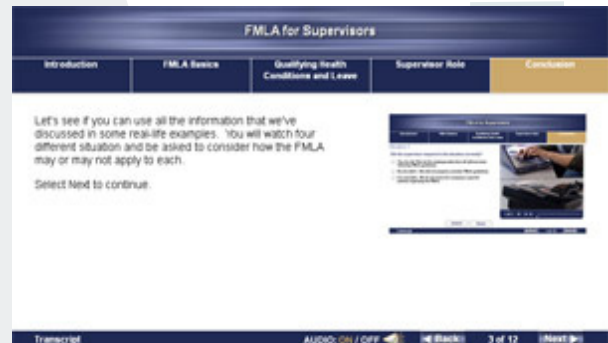 FMLA for Supervisors
Introduction
FMLA Basics
Qualifying Health
Conditions and Leave
Supervisor Role
Conclusion
Let's see if you can use all the information that we've
discussed in some real-life examples. You will watch four
different situation and be asked to consider how the FMLA
may or may not apply to each.
Select Next to continue.
Transcript
AUDIO: ON / OFF
Back
3 of 12
Next